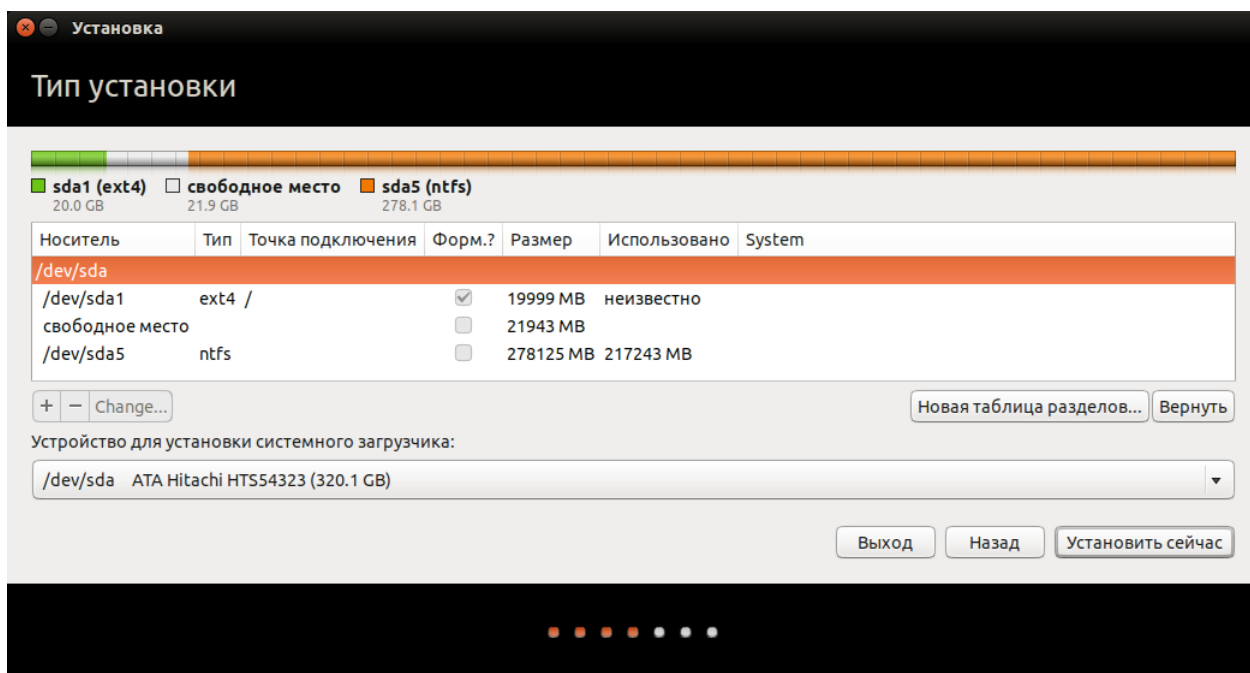 Установка
Тип установки
sda1 (ext4) свободное место sda5 (ntfs)
20.0 GB 21.9 GB 278.1 GB
Носитель Тип Точка подключения Форм.? Размер Использовано System
/dev/sda
/dev/sda1 ext4 / 19999 MB неизвестно
свободное место 21943 MB
/dev/sda5 ntfs 278125 MB 217243 MB
+ − Change... Новая таблица разделов... Вернуть
Устройство для установки системного загрузчика:
/dev/sda ATA Hitachi HTS54323 (320.1 GB)
Выход Назад Установить сейчас